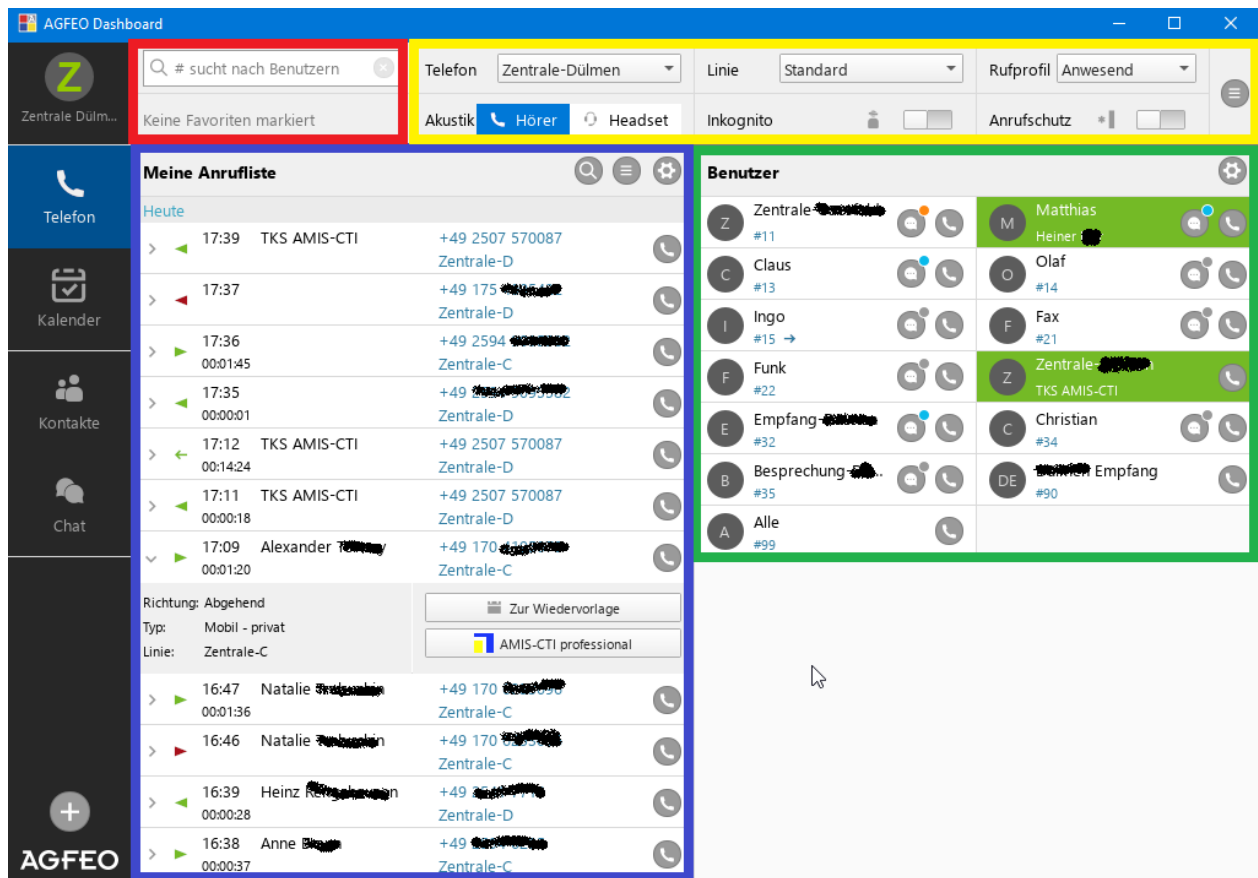 AGFEO Dashboard
Z
Zentrale Dülm...
Telefon
Kalender
Kontakte
Chat
AGFEO
# sucht nach Benutzern
Keine Favoriten markiert
Telefon Zentrale-Dülmen Linie Standard Rufprofil Anwesend
Akustik Hörer Headset Inkognito Anrufschutz
Meine Anrufliste
Heute
17:39 TKS AMIS-CTI +49 2507 570087
Zentrale-D
17:37 +49 175
Zentrale-D
17:36 +49 2594
00:01:45 Zentrale-C
17:35 +49
00:00:01 Zentrale-D
17:12 TKS AMIS-CTI +49 2507 570087
00:14:24 Zentrale-D
17:11 TKS AMIS-CTI +49 2507 570087
00:00:18 Zentrale-D
17:09 Alexander +49 170
00:01:20 Zentrale-C
Richtung: Abgehend Zur Wiedervorlage
Typ: Mobil - privat AMIS-CTI professional
Linie: Zentrale-C
16:47 Natalie +49 170
00:01:36 Zentrale-C
16:46 Natalie +49 170
Zentrale-C
16:39 Heinz +49
00:00:28 Zentrale-D
16:38 Anne +49
00:00:37 Zentrale-C
Benutzer
Z Zentrale- M Matthias
#11 Heiner
C Claus O Olaf
#13 #14
I Ingo F Fax
#15 → #21
F Funk Z Zentrale-
#22 TKS AMIS-CTI
E Empfang- C Christian
#32 #34
B Besprechung- DE Empfang
#35 #90
A Alle
#99